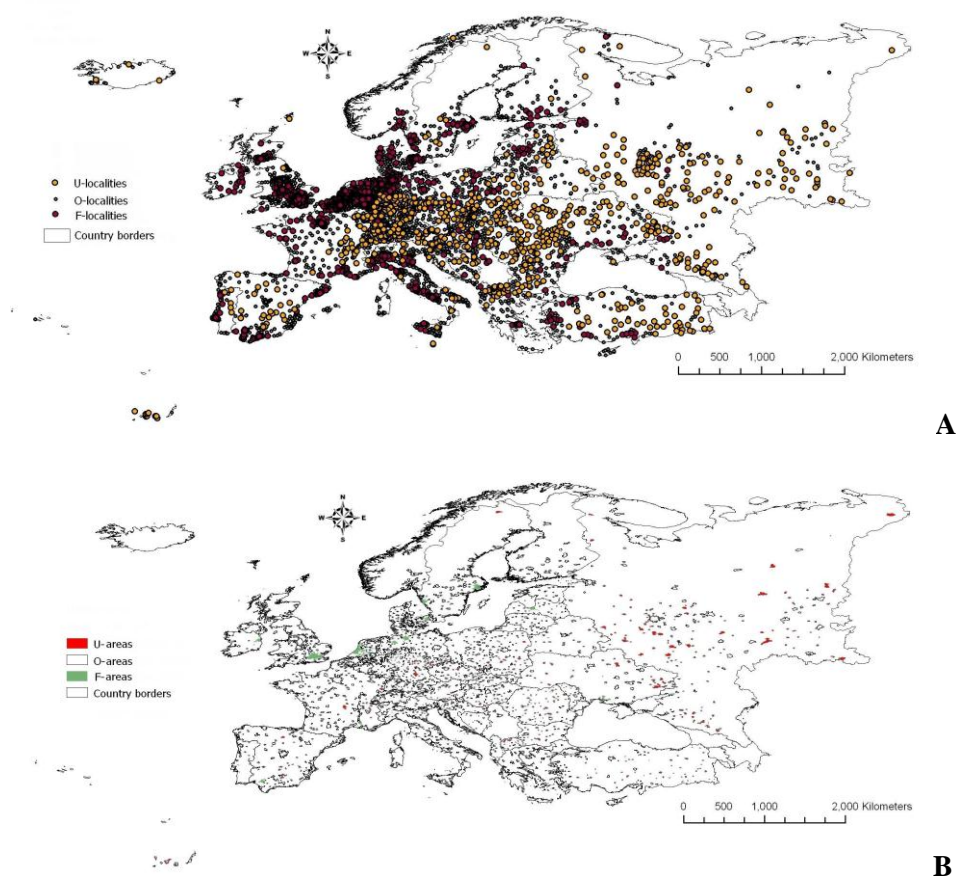 N
W E
S
U-localities
O-localities
F-localities
Country borders
0 500 1,000 2,000 Kilometers
A
N
W E
S
U-areas
O-areas
F-areas
Country borders
0 500 1,000 2,000 Kilometers
B